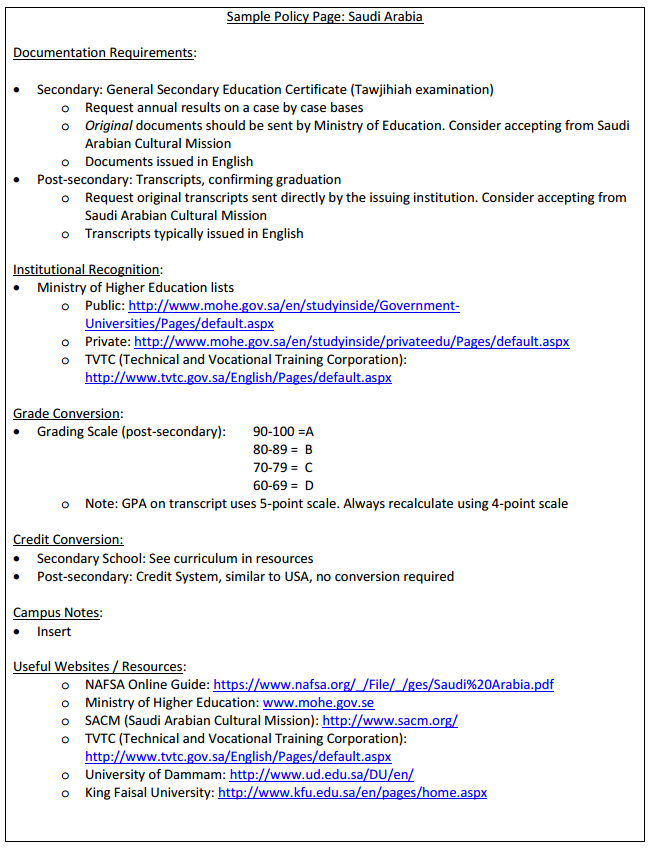 Sample Policy Page: Saudi Arabia
Documentation Requirements:
• Secondary: General Secondary Education Certificate (Tawjihiah examination)
o Request annual results on a case by case bases
o Original documents should be sent by Ministry of Education. Consider accepting from Saudi
Arabian Cultural Mission
o Documents issued in English
• Post-secondary: Transcripts, confirming graduation
o Request original transcripts sent directly by the issuing institution. Consider accepting from
Saudi Arabian Cultural Mission
o Transcripts typically issued in English
Institutional Recognition:
• Ministry of Higher Education lists
o Public: http://www.mohe.gov.sa/en/studyinside/Government-
Universities/Pages/default.aspx
o Private: http://www.mohe.gov.sa/en/studyinside/privateedu/Pages/default.aspx
o TVTC (Technical and Vocational Training Corporation):
http://www.tvtc.gov.sa/English/Pages/default.aspx
Grade Conversion:
• Grading Scale (post-secondary): 90-100 =A
80-89 = B
70-79 = C
60-69 = D
o Note: GPA on transcript uses 5-point scale. Always recalculate using 4-point scale
Credit Conversion:
• Secondary School: See curriculum in resources
• Post-secondary: Credit System, similar to USA, no conversion required
Campus Notes:
• Insert
Useful Websites / Resources:
o NAFSA Online Guide: https://www.nafsa.org/_/File/_/ges/Saudi%20Arabia.pdf
o Ministry of Higher Education: www.mohe.gov.se
o SACM (Saudi Arabian Cultural Mission): http://www.sacm.org/
o TVTC (Technical and Vocational Training Corporation):
http://www.tvtc.gov.sa/English/Pages/default.aspx
o University of Dammam: http://www.ud.edu.sa/DU/en/
o King Faisal University: http://www.kfu.edu.sa/en/pages/home.aspx